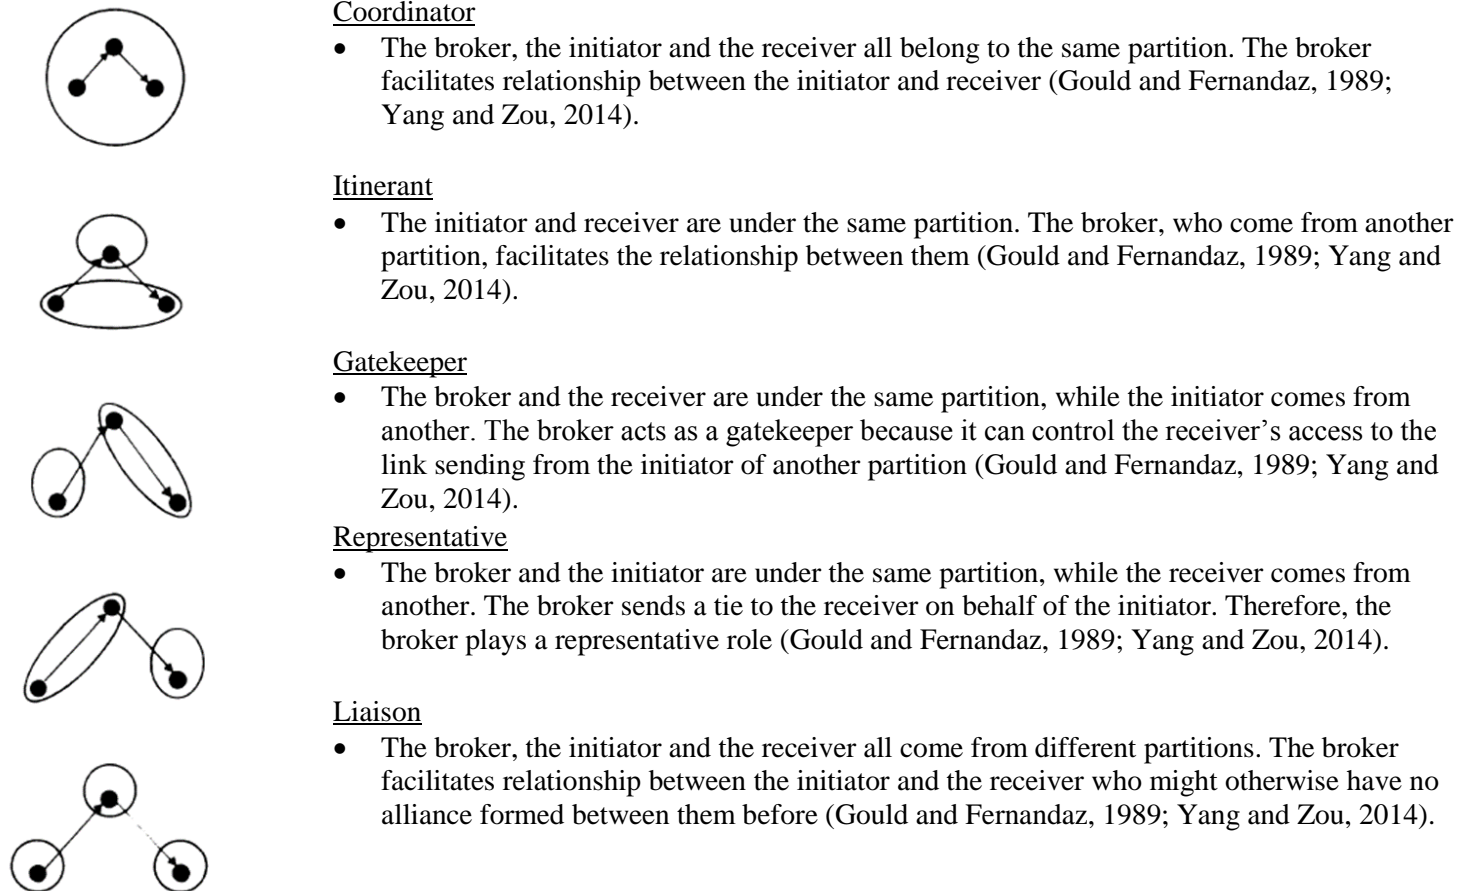 Coordinator
• The broker, the initiator and the receiver all belong to the same partition. The broker
facilitates relationship between the initiator and receiver (Gould and Fernandaz, 1989;
Yang and Zou, 2014).
Itinerant
• The initiator and receiver are under the same partition. The broker, who come from another
partition, facilitates the relationship between them (Gould and Fernandaz, 1989; Yang and
Zou, 2014).
Gatekeeper
• The broker and the receiver are under the same partition, while the initiator comes from
another. The broker acts as a gatekeeper because it can control the receiver’s access to the
link sending from the initiator of another partition (Gould and Fernandaz, 1989; Yang and
Zou, 2014).
Representative
• The broker and the initiator are under the same partition, while the receiver comes from
another. The broker sends a tie to the receiver on behalf of the initiator. Therefore, the
broker plays a representative role (Gould and Fernandaz, 1989; Yang and Zou, 2014).
Liaison
• The broker, the initiator and the receiver all come from different partitions. The broker
facilitates relationship between the initiator and the receiver who might otherwise have no
alliance formed between them before (Gould and Fernandaz, 1989; Yang and Zou, 2014).